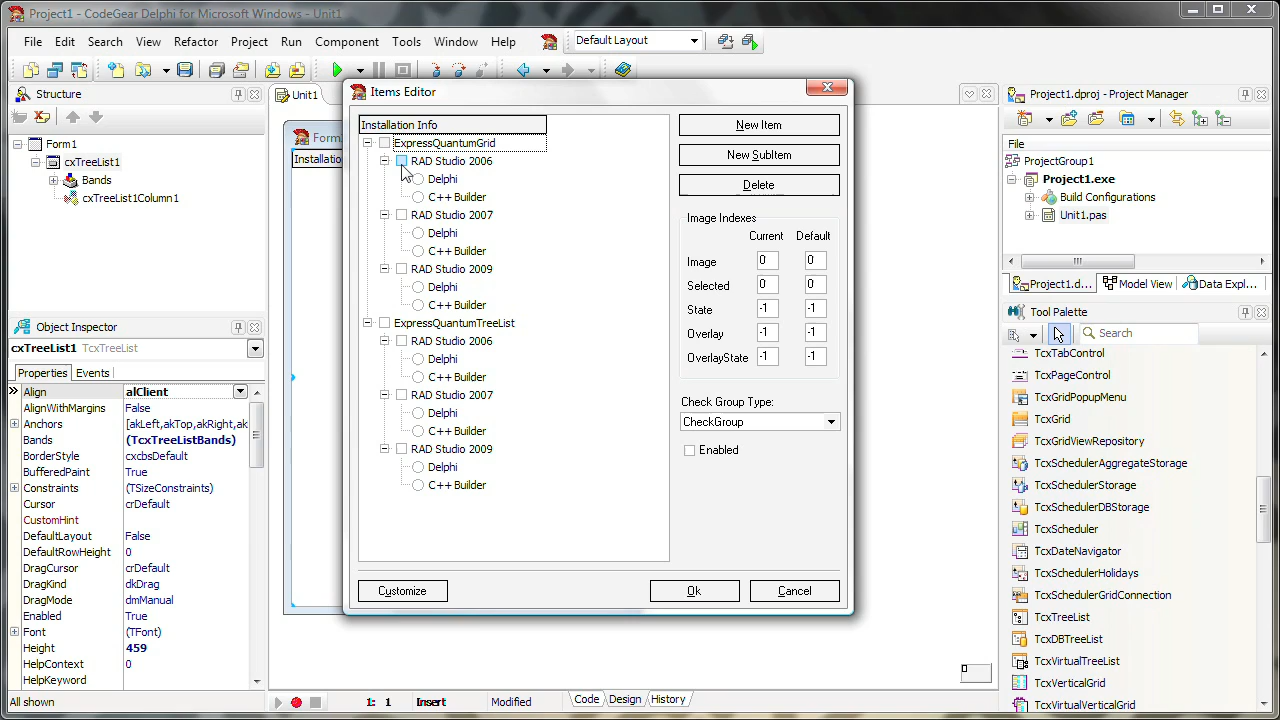 Project1 - CodeGear Delphi for Microsoft Windows - Unit1
File Edit Search View Refactor Project Run Component Tools Window Help
Default Layout
Structure
Form1
cxTreeList1
Bands
cxTreeList1Column1
Object Inspector
cxTreeList1 TcxTreeList
Properties Events
Align alClient
AlignWithMargins False
Anchors [akLeft,akTop,akRight,ak
Bands (TcxTreeListBands)
BorderStyle cxcbsDefault
BufferedPaint True
Constraints (TSizeConstraints)
Cursor crDefault
CustomHint
DefaultLayout False
DefaultRowHeight 0
DragCursor crDefault
DragKind dkDrag
DragMode dmManual
Enabled True
Font (TFont)
Height 459
HelpContext 0
HelpKeyword
All shown
Unit1
Form
Installatio
Items Editor
Installation Info
ExpressQuantumGrid
RAD Studio 2006
Delphi
C++ Builder
RAD Studio 2007
Delphi
C++ Builder
RAD Studio 2009
Delphi
C++ Builder
ExpressQuantumTreeList
RAD Studio 2006
Delphi
C++ Builder
RAD Studio 2007
Delphi
C++ Builder
RAD Studio 2009
Delphi
C++ Builder
New Item
New SubItem
Delete
Image Indexes
Current Default
Image 0 0
Selected 0 0
State -1 -1
Overlay -1 -1
OverlayState -1 -1
Check Group Type:
CheckGroup
Enabled
Customize
Ok
Cancel
1: 1 Insert Modified
Code Design History
Project1.dproj - Project Manager
File
ProjectGroup1
Project1.exe
Build Configurations
Unit1.pas
Project1.d... Model View Data Expl...
Tool Palette
Search
TcxTabControl
TcxPageControl
TcxGridPopupMenu
TcxGrid
TcxGridViewRepository
TcxSchedulerAggregateStorage
TcxSchedulerStorage
TcxSchedulerDBStorage
TcxScheduler
TcxDateNavigator
TcxSchedulerHolidays
TcxSchedulerGridConnection
TcxTreeList
TcxDBTreeList
TcxVirtualTreeList
TcxVerticalGrid
TcxVirtualVerticalGrid